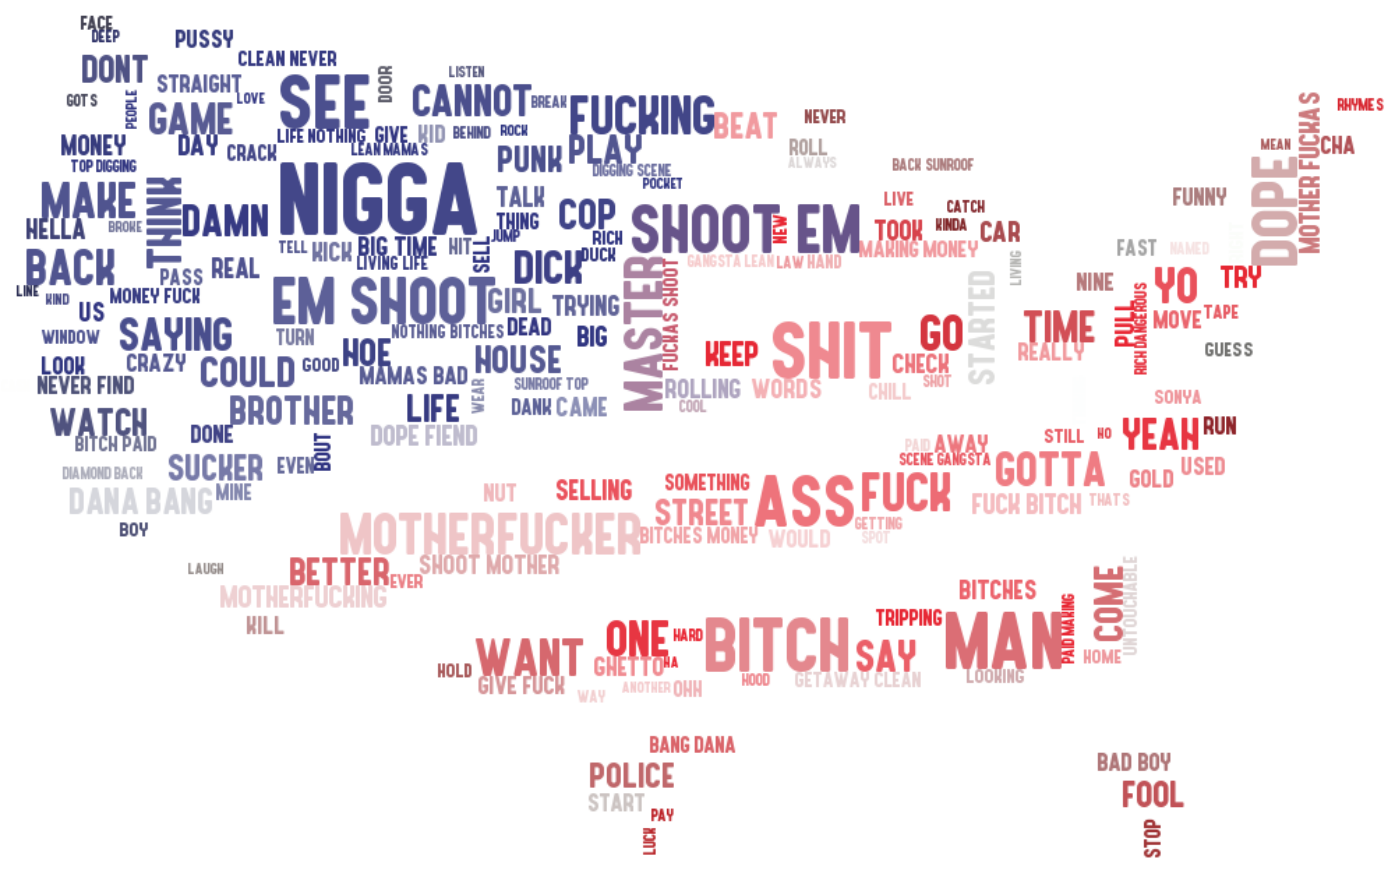 FACE
DEEP
PUSSY
CLEAN NEVER
DONT
STRAIGHT
LOVE
SEE
DOOR
LISTEN
CANNOT
BREAK
FUCKING
BEAT
NEVER
RHYMES
GOTS
PEOPLE
GAME
LIFE NOTHING
GIVE
KID
BEHIND
ROCK
MONEY
DAY
CRACK
LEAN MAMAS
PUNK
PLAY
ROLL
ALWAYS
MEAN
CHA
MOTHER FUCKAS
TOP DIGGING
DIGGING SCENE
POCKET
BACK SUNROOF
DOPE
MAKE
THINK
DAMN
NIGGA
TALK
COP
SHOOT EM
NEW
LIVE
TOOK
CATCH
KINDA
CAR
FUNNY
HELLA
BROKE
THING
JUMP
RICH
TELL
KICK
BIG TIME
HIT
SELL
DUCK
MAKING MONEY
FAST
NAMED
BACK
PASS
REAL
LIVING LIFE
DICK
GANGSTA LEAN
LAW HAND
LIVING
LINE
KIND
US
MONEY FUCK
EM SHOOT
GIRL
TRYING
MASTER
FUCKAS SHOOT
STARTED
NINE
YO
TRY
WINDOW
SAYING
TURN
NOTHING BITCHES
DEAD
BIG
SHIT
GO
TIME
PULL
RICH DANGEROUS
MOVE
TAPE
LOOK
CRAZY
COULD
GOOD
HOE
HOUSE
KEEP
CHECK
REALLY
GUESS
NEVER FIND
MAMAS BAD
WEAR
SUNROOF TOP
ROLLING
WORDS
CHILL
SHOT
SONYA
WATCH
BROTHER
LIFE
DANK
CAME
COOL
BITCH PAID
DONE
BOUT
DOPE FIEND
PAID
AWAY
STILL
HO
YEAH
RUN
DIAMOND BACK
SUCKER
EVEN
SCENE GANGSTA
GOTTA
GOLD
USED
DANA BANG
MINE
NUT
SELLING
SOMETHING
ASS
FUCK
FUCK BITCH
THATS
BOY
MOTHERFUCKER
STREET
BITCHES MONEY
WOULD
GETTING
SPOT
LAUGH
BETTER
EVER
SHOOT MOTHER
UNTOUCHABLE
COME
MOTHERFUCKING
BITCHES
KILL
ONE
HARD
BITCH
TRIPPING
SAY
MAN
PAID MAKING
HOLD
WANT
GHETTO
HA
HOME
GIVE FUCK
WAY
ANOTHER
OHH
HOOD
GETAWAY CLEAN
LOOKING
BANG DANA
POLICE
BAD BOY
START
FOOL
PAY
LUCK
STOP